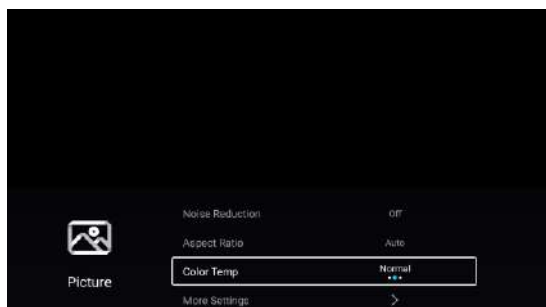 Noise Reduction Off
Aspect Ratio Auto
Color Temp Normal
Picture
More Settings